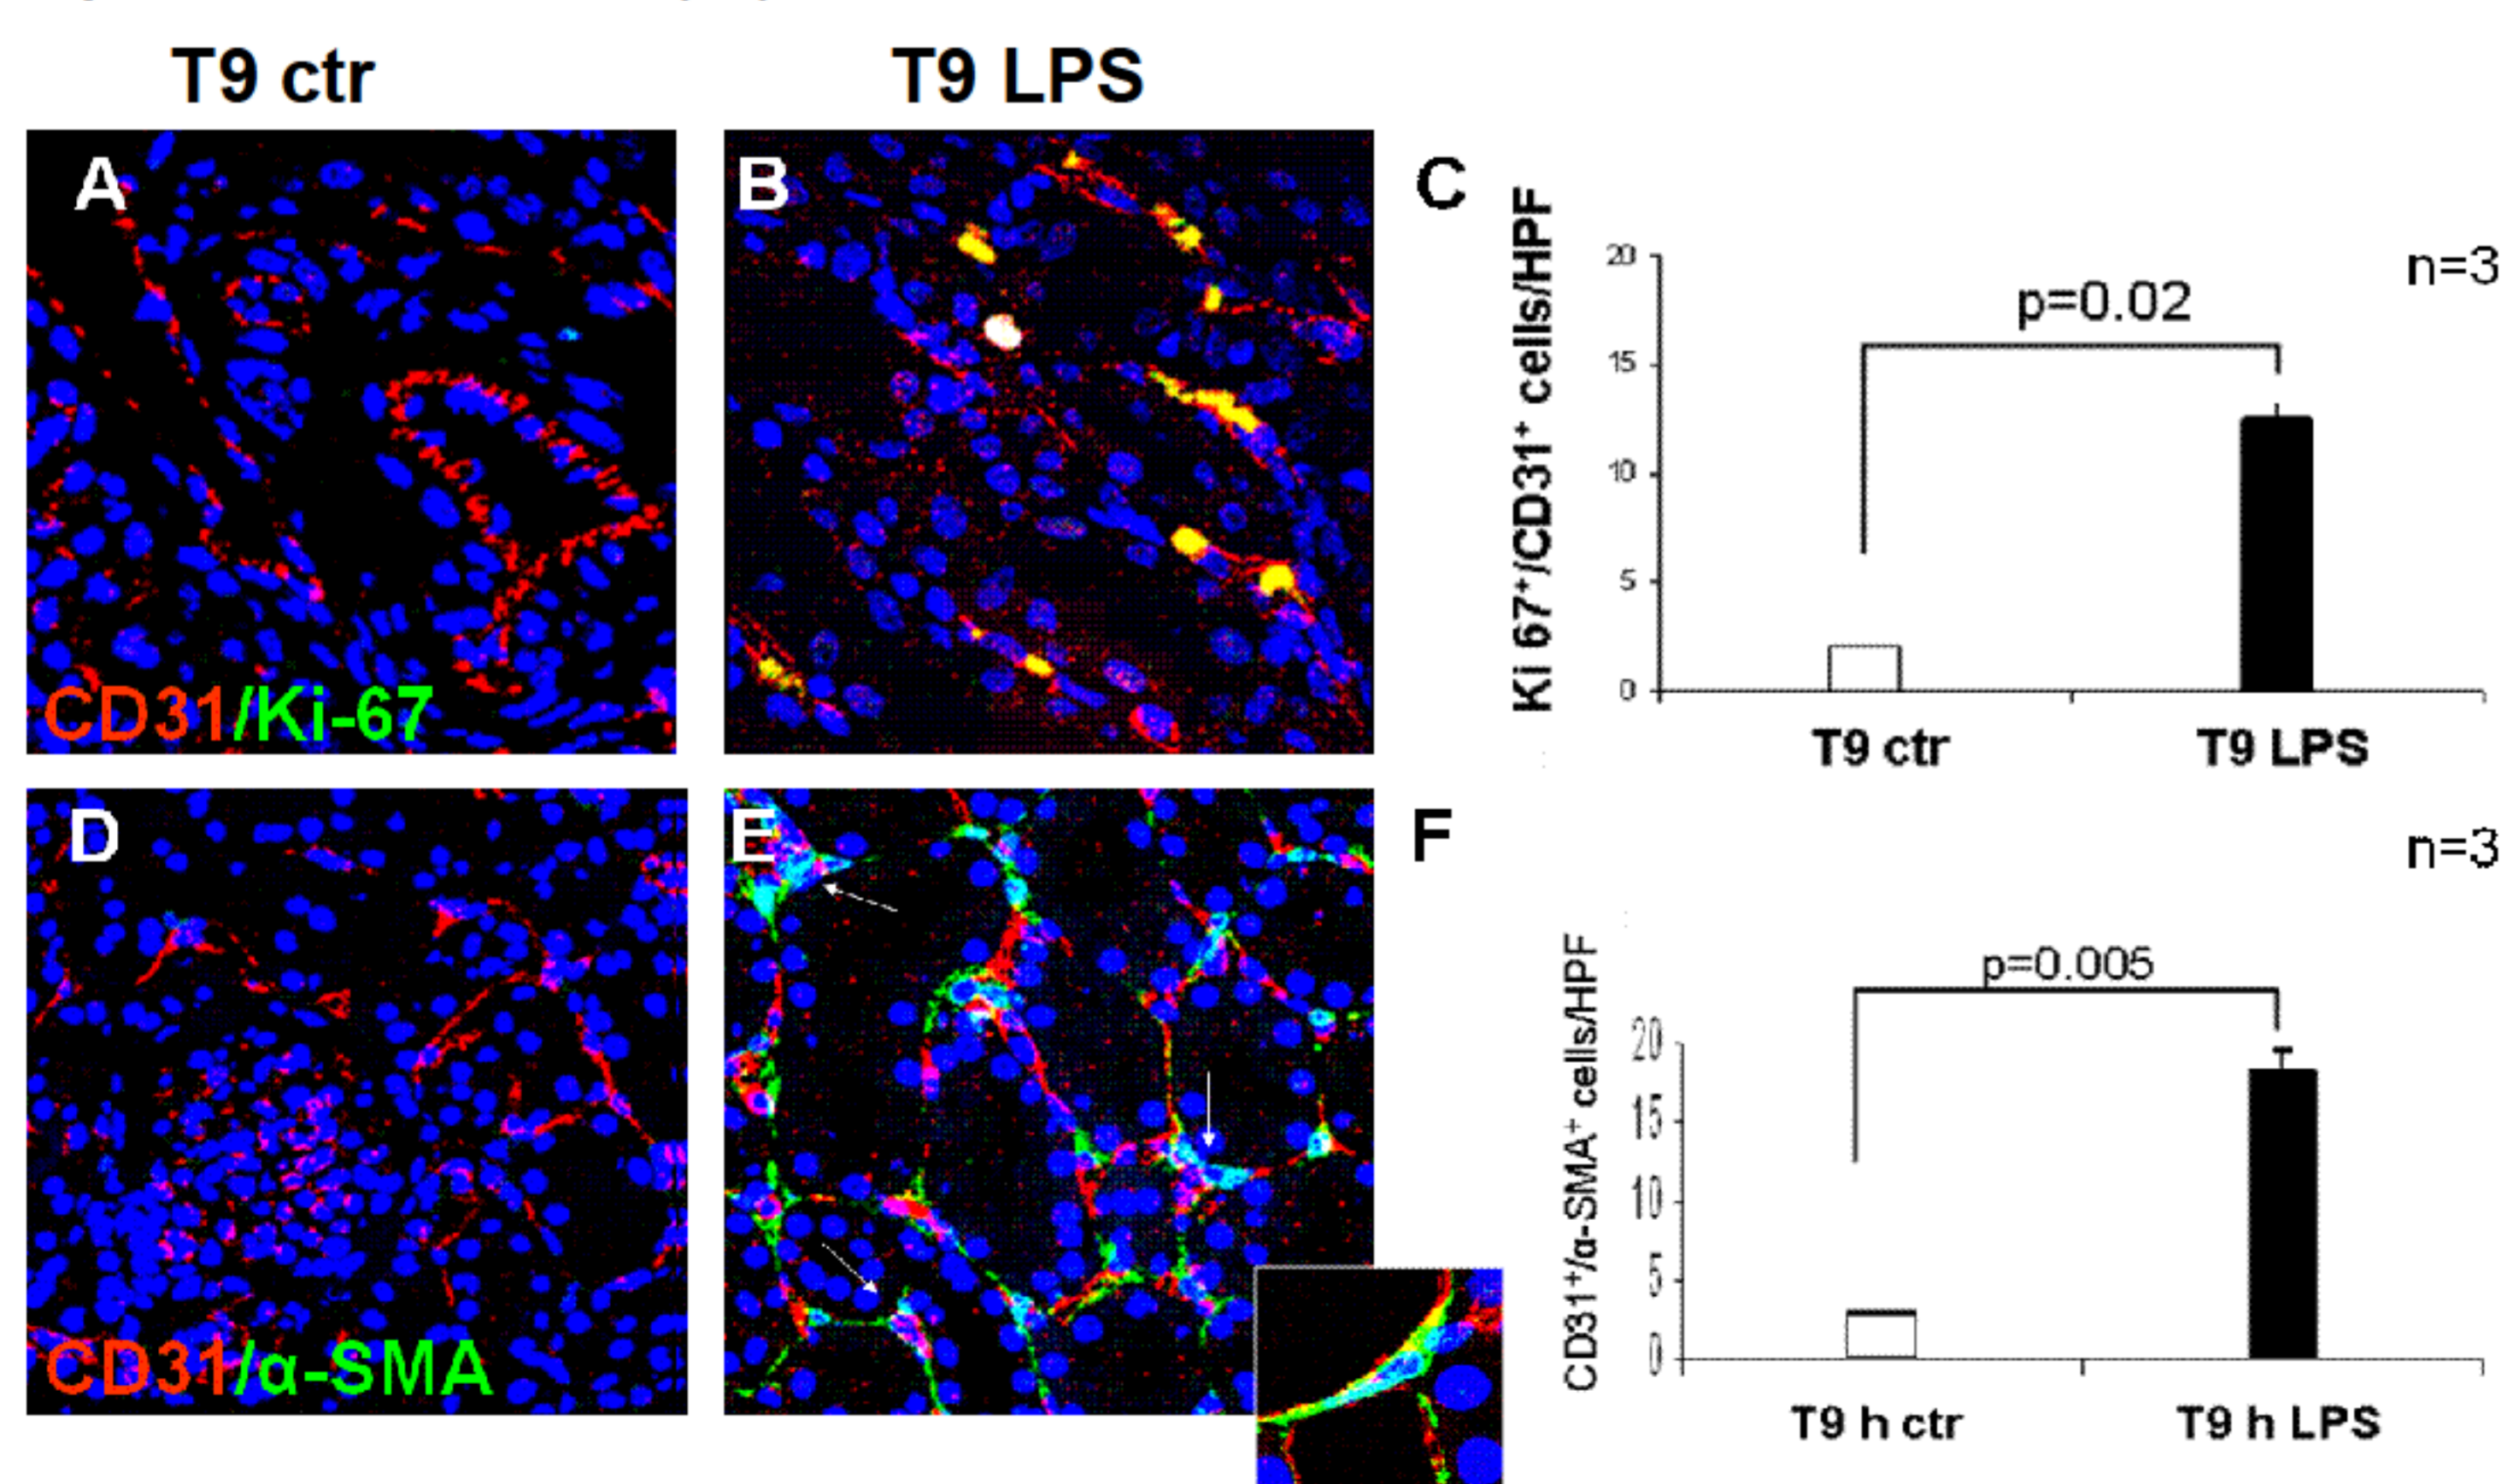 T9 ctr
T9 LPS
A
CD31/Ki-67
B
C
Ki 67⁺/CD31⁺ cells/HPF
20
15
10
5
0
n=3
p=0.02
T9 ctr
T9 LPS
D
CD31/α-SMA
E
F
CD31⁺/α-SMA⁺ cells/HPF
20
15
10
5
0
n=3
p=0.005
T9 h ctr
T9 h LPS